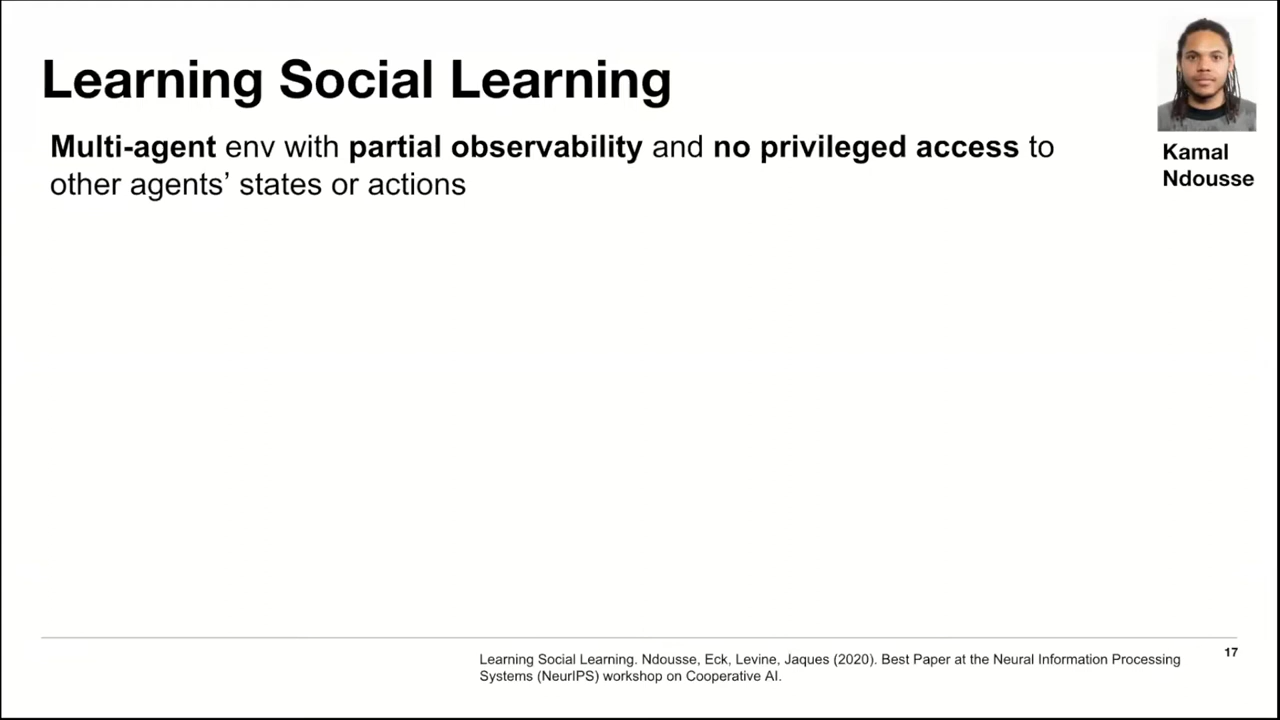 Learning Social Learning
Multi-agent env with partial observability and no privileged access to
other agents’ states or actions
Kamal
Ndousse
Learning Social Learning. Ndousse, Eck, Levine, Jaques (2020). Best Paper at the Neural Information Processing
Systems (NeurIPS) workshop on Cooperative AI.
17